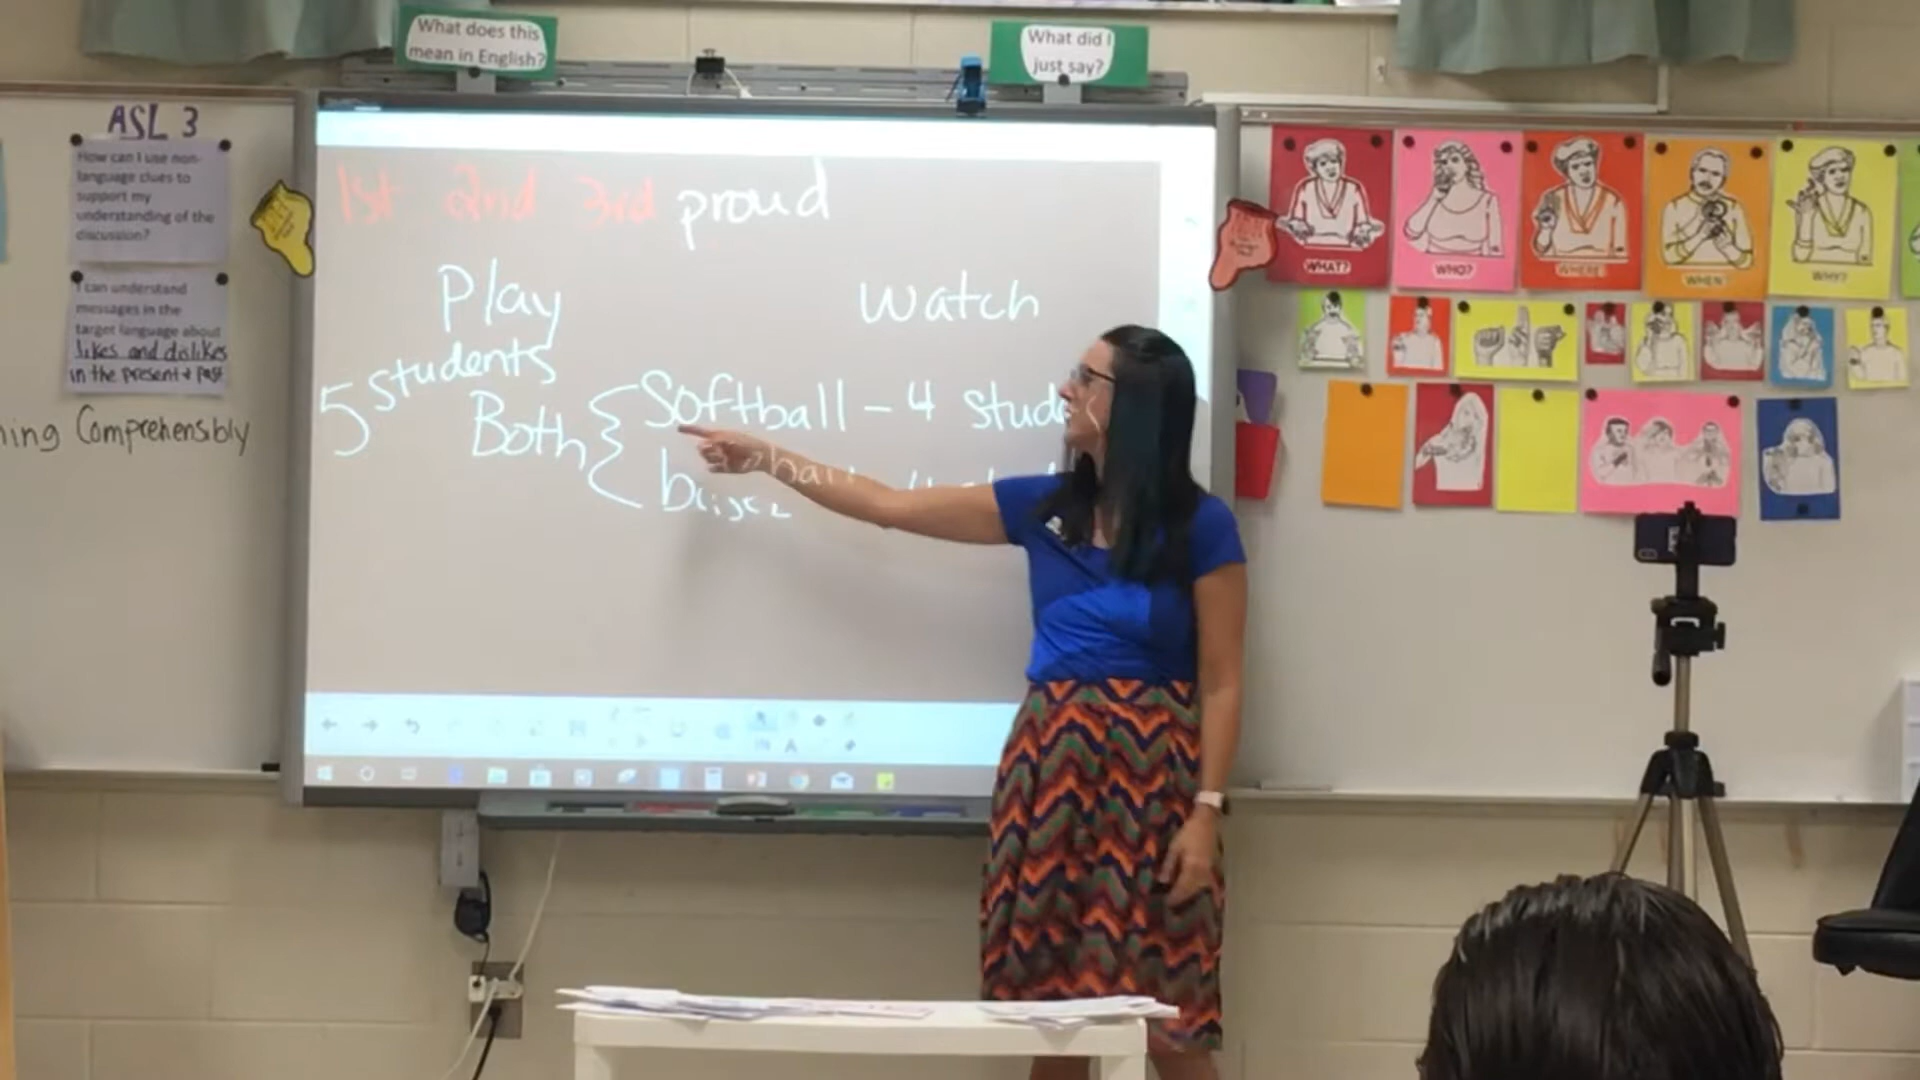 What does this
mean in English?
What did I
just say?
ASL 3
How can I use non-
language clues to
support my
understanding of the
discussion?
I can understand
messages in the
target language about
likes and dislikes
in the present & past
Comprehensibly
1st 2nd 3rd proud
Play
Watch
5 students
Both { Softball - 4
WHAT?
WHO?
WHERE?
WHEN?
WHY?